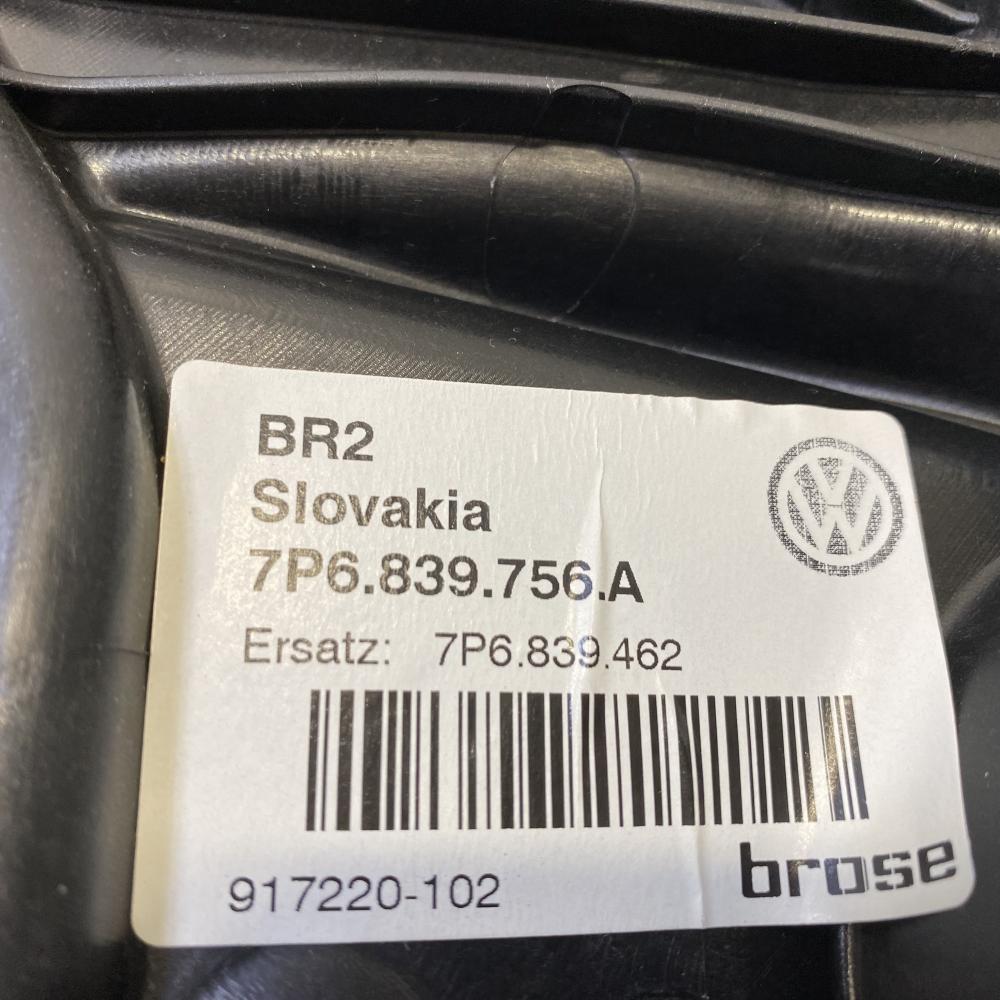 BR2
Slovakia
7P6.839.756.A
Ersatz: 7P6.839.462
917220-102
brose